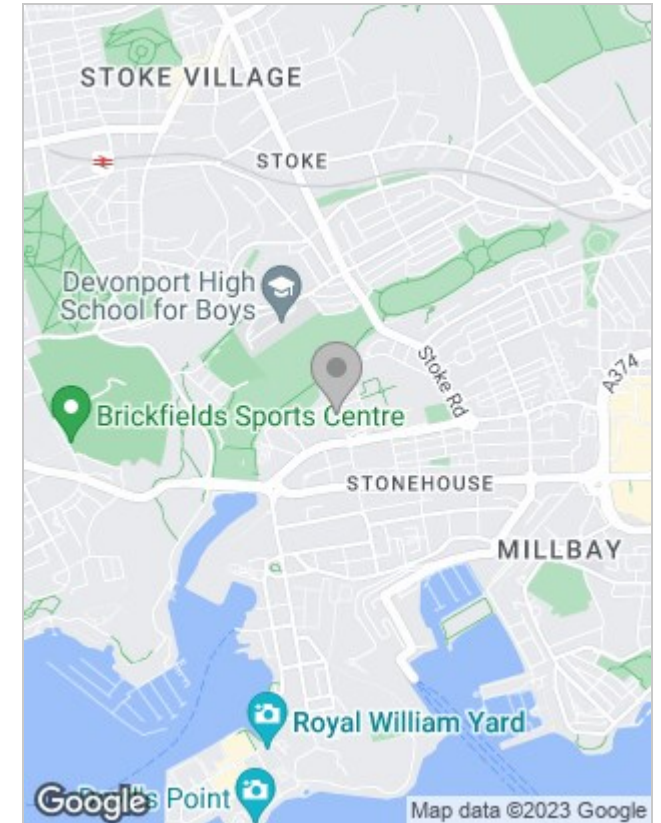 STOKE VILLAGE
STOKE
Devonport High
School for Boys
Stoke Rd
A374
Brickfields Sports Centre
STONEHOUSE
MILLBAY
Royal William Yard
Point
Google
Map data ©2023 Google